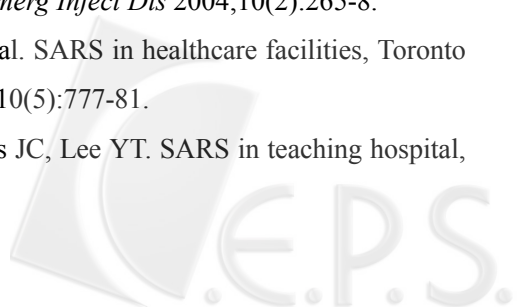 merg Infect Dis 2004;10(2):265-8.
al. SARS in healthcare facilities, Toronto
10(5):777-81.
s JC, Lee YT. SARS in teaching hospital,
C.E.P.S.